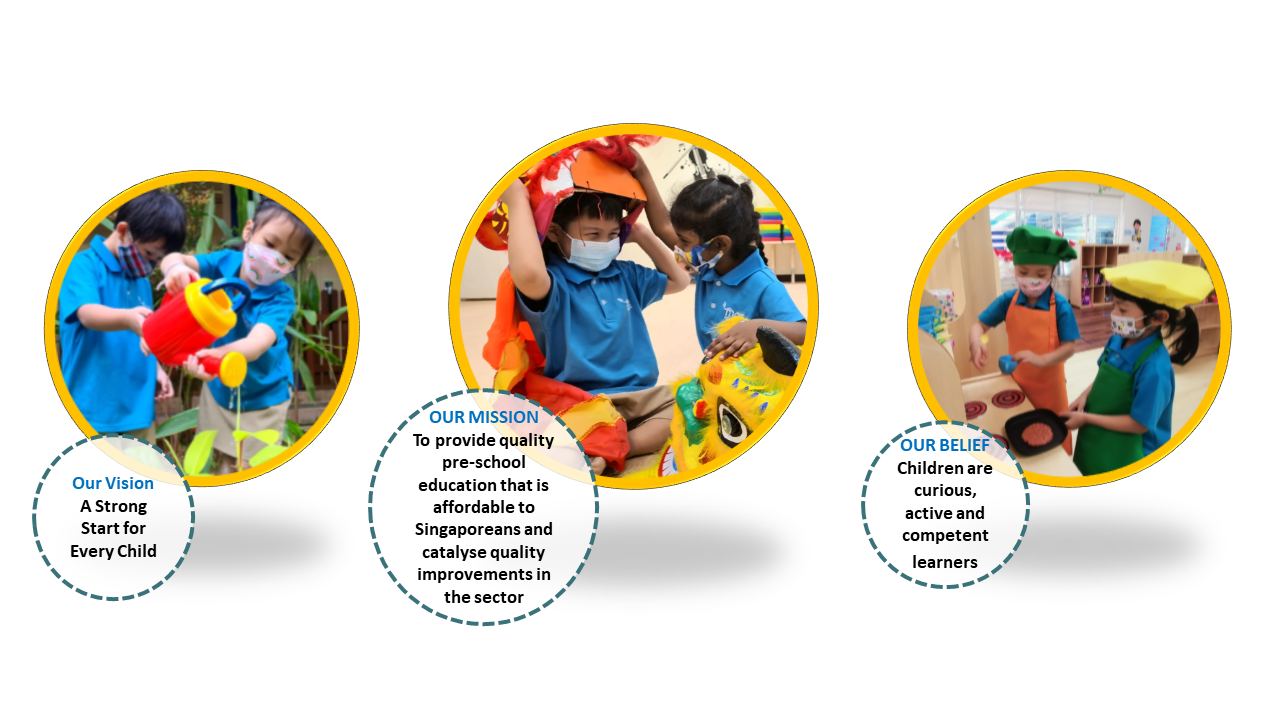 Our Vision
A Strong
Start for
Every Child
OUR MISSION
To provide quality
pre-school
education that is
affordable to
Singaporeans and
catalyse quality
improvements in
the sector
OUR BELIEF
Children are
curious,
active and
competent
learners